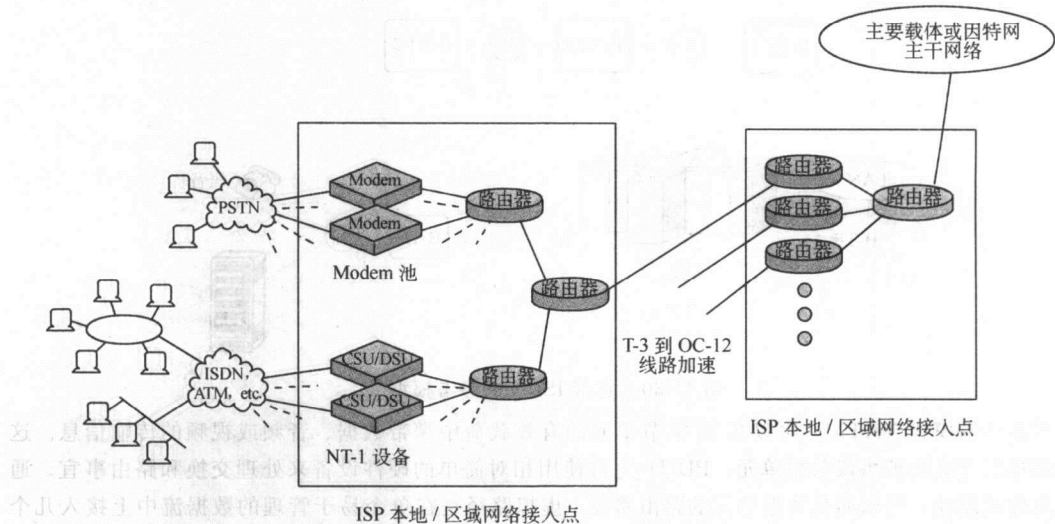 主要载体或因特网
主干网络
PSTN
Modem
Modem
Modem 池
路由器
路由器
路由器
路由器
路由器
路由器
路由器
T-3 到 OC-12
线路加速
ISDN,
ATM, etc.
CSU/DSU
CSU/DSU
NT-1 设备
ISP 本地 / 区域网络接入点
ISP 本地 / 区域网络接入点